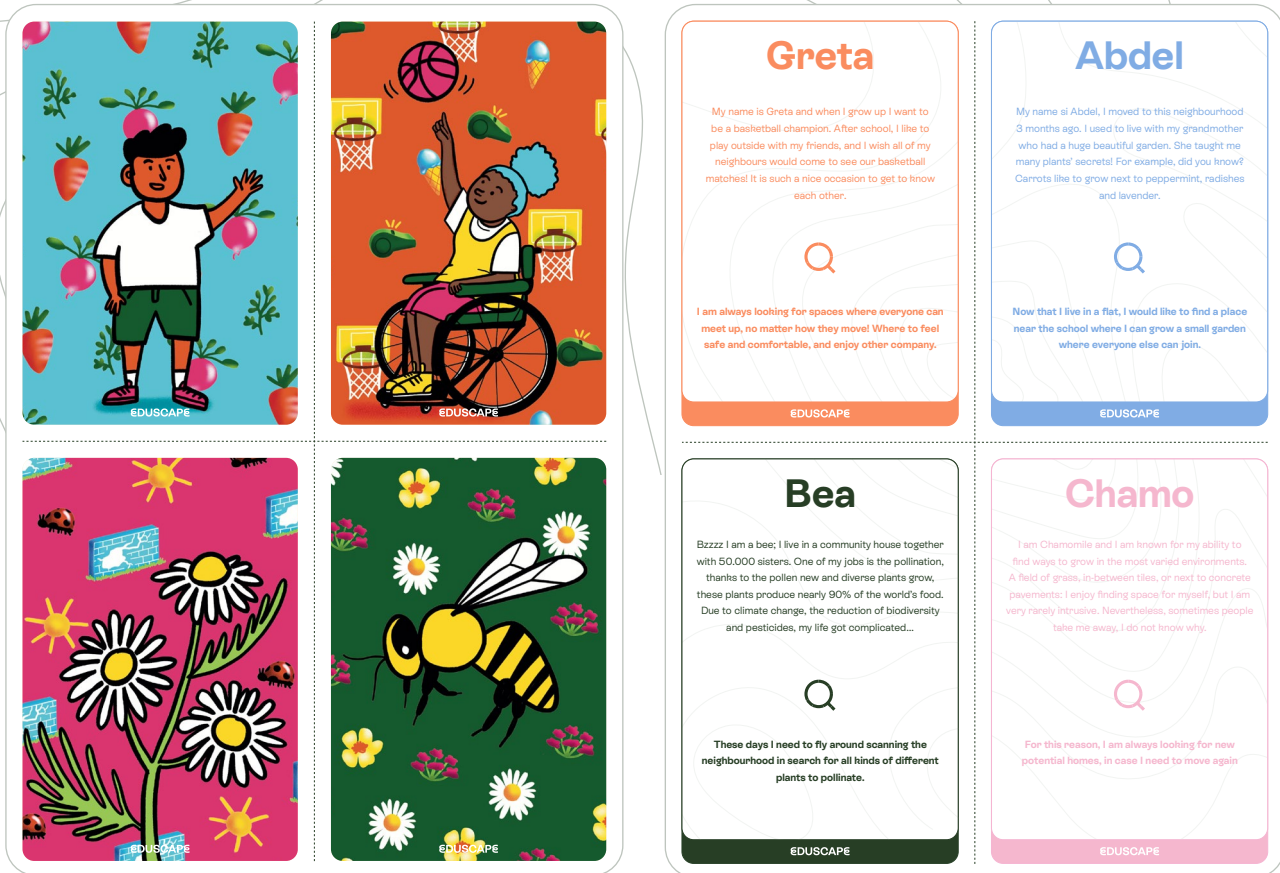 EDUSCAPE
EDUSCAPE
EDUSCAPE
EDUSCAPE
Greta
My name is Greta and when I grow up I want to
be a basketball champion. After school, I like to
play outside with my friends, and I wish all of my
neighbours would come to see our basketball
matches! It is such a nice occasion to get to know
each other.
I am always looking for spaces where everyone can
meet up, no matter how they move! Where to feel
safe and comfortable, and enjoy other company.
EDUSCAPE
Abdel
My name si Abdel, I moved to this neighbourhood
3 months ago. I used to live with my grandmother
who had a huge beautiful garden. She taught me
many plants' secrets! For example, did you know?
Carrots like to grow next to peppermint, radishes
and lavender.
Now that I live in a flat, I would like to find a place
near the school where I can grow a small garden
where everyone else can join.
EDUSCAPE
Bea
Bzzzz I am a bee; I live in a community house together
with 50.000 sisters. One of my jobs is the pollination,
thanks to the pollen new and diverse plants grow,
these plants produce nearly 90% of the world's food.
Due to climate change, the reduction of biodiversity
and pesticides, my life got complicated...
These days I need to fly around scanning the
neighbourhood in search for all kinds of different
plants to pollinate.
EDUSCAPE
Chamo
I am Chamomile and I am known for my ability to
find ways to grow in the most varied environments.
A field of grass, in-between tiles, or next to concrete
pavements: I enjoy finding space for myself, but I am
very rarely intrusive. Nevertheless, sometimes people
take me away, I do not know why.
For this reason, I am always looking for new
potential homes, in case I need to move again
EDUSCAPE